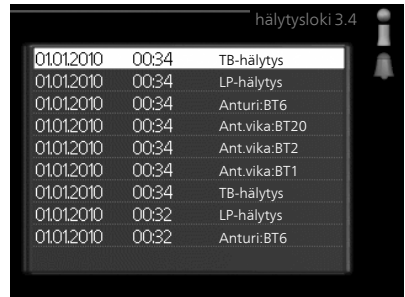 hälytysloki 3.4
01.01.2010 00:34 TB-hälytys
01.01.2010 00:34 LP-hälytys
01.01.2010 00:34 Anturi:BT6
01.01.2010 00:34 Ant.vika:BT20
01.01.2010 00:34 Ant.vika:BT2
01.01.2010 00:34 Ant.vika:BT1
01.01.2010 00:34 TB-hälytys
01.01.2010 00:32 LP-hälytys
01.01.2010 00:32 Anturi:BT6